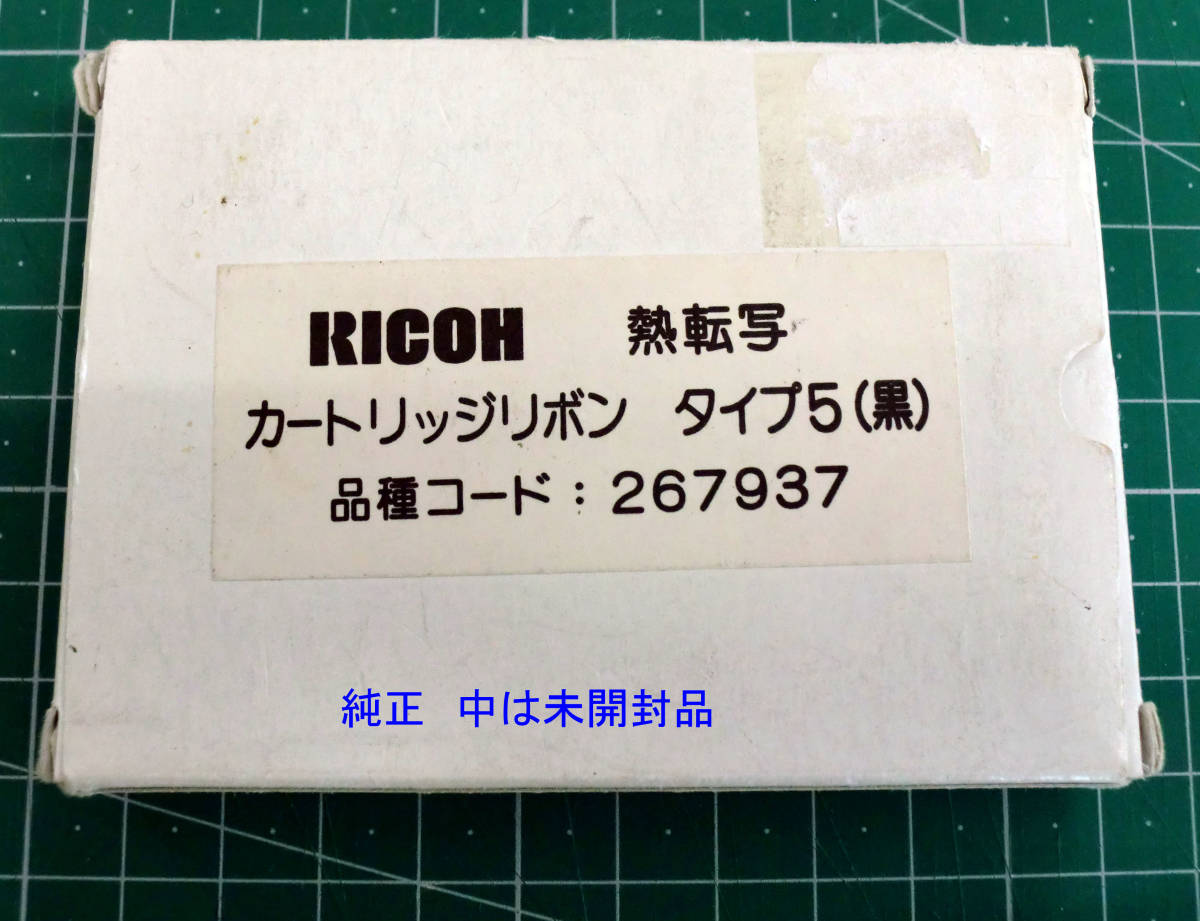 RICOH　熱転写
カートリッジリボン　タイプ5(黒)
品種コード：267937
純正　中は未開封品